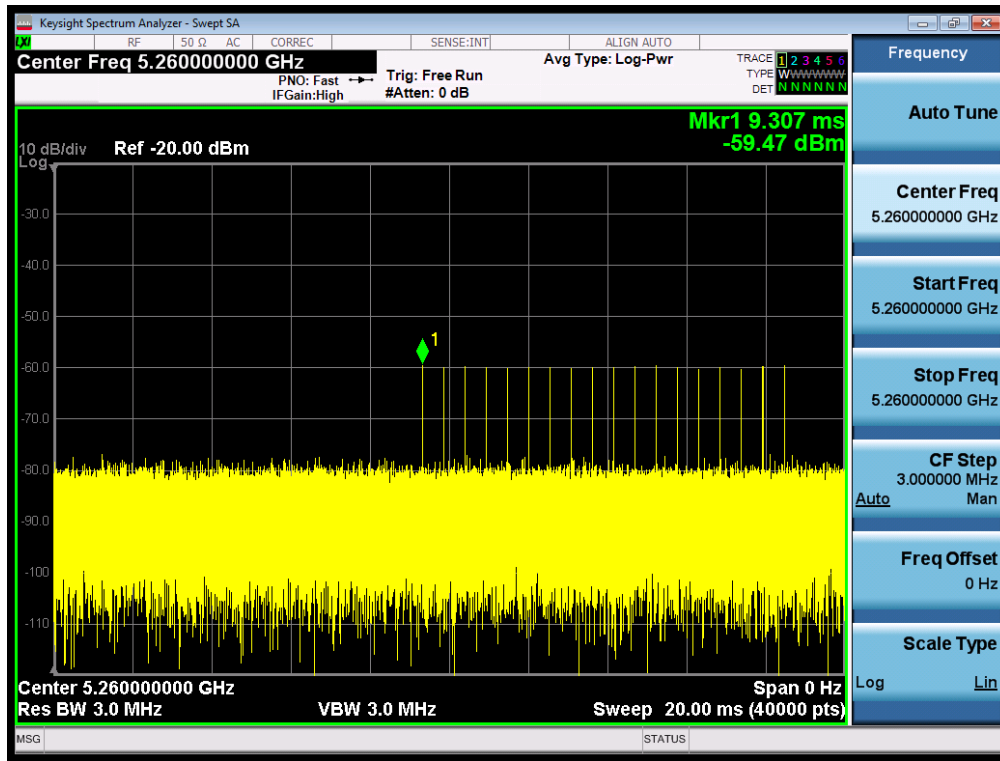 Keysight Spectrum Analyzer - Swept SA
LXI RF 50 Ω AC CORREC SENSE:INT ALIGN AUTO
Center Freq 5.260000000 GHz
PNO: Fast
IFGain:High
Trig: Free Run
#Atten: 0 dB
Avg Type: Log-Pwr
TRACE 1 2 3 4 5 6
TYPE WWWWWW
DET N N N N N N
Mkr1 9.307 ms
-59.47 dBm
10 dB/div Ref -20.00 dBm
Log
1
-30.0
-40.0
-50.0
-60.0
-70.0
-80.0
-90.0
-100
-110
Center 5.260000000 GHz Span 0 Hz
Res BW 3.0 MHz VBW 3.0 MHz Sweep 20.00 ms (40000 pts)
MSG STATUS
Frequency
Auto Tune
Center Freq
5.260000000 GHz
Start Freq
5.260000000 GHz
Stop Freq
5.260000000 GHz
CF Step
3.000000 MHz
Auto Man
Freq Offset
0 Hz
Scale Type
Log Lin